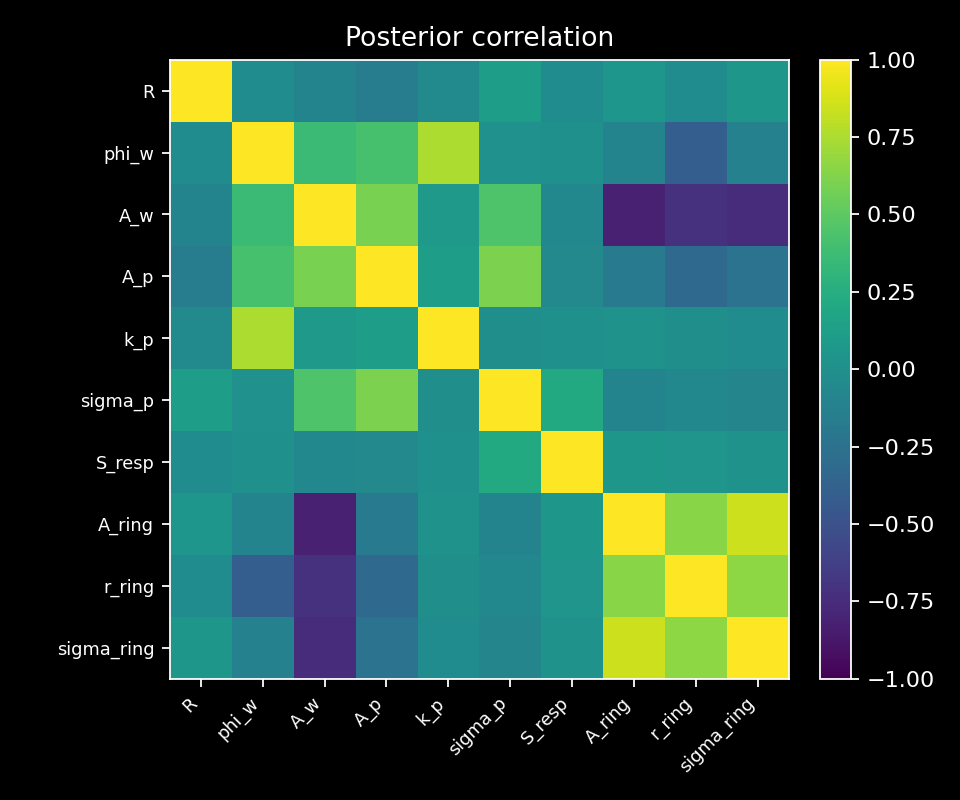 Posterior correlation
R
phi_w
A_w
A_p
k_p
sigma_p
S_resp
A_ring
r_ring
sigma_ring
R
phi_w
A_w
A_p
k_p
sigma_p
S_resp
A_ring
r_ring
sigma_ring
1.00
0.75
0.50
0.25
0.00
−0.25
−0.50
−0.75
−1.00